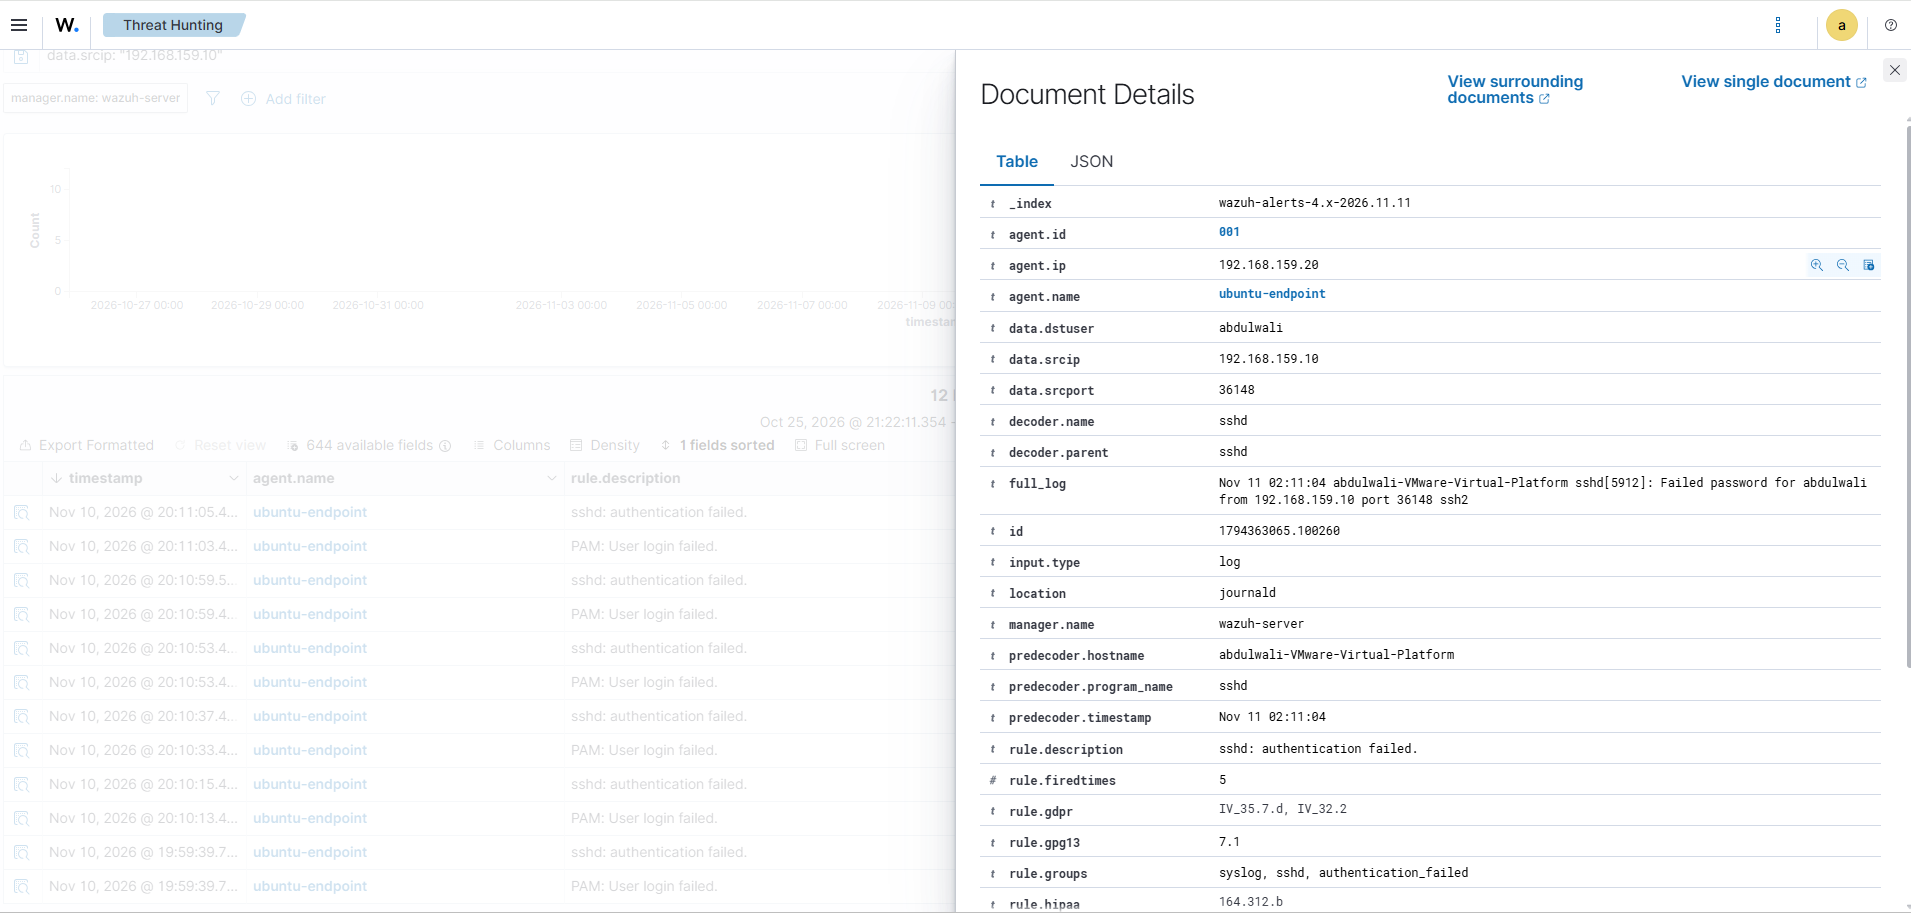 W. Threat Hunting a
data.srcip: "192.168.159.10"
manager.name: wazuh-server Add filter
10
5
0
Count
2026-10-27 00:00 2026-10-29 00:00 2026-10-31 00:00 2026-11-03 00:00 2026-11-05 00:00 2026-11-07 00:00 2026-11-09 00:
timestam
12
Oct 25, 2026 @ 21:22:11.354 -
Export Formatted Reset view 644 available fields Columns Density 1 fields sorted Full screen
timestamp agent.name rule.description
Nov 10, 2026 @ 20:11:05.4... ubuntu-endpoint sshd: authentication failed.
Nov 10, 2026 @ 20:11:03.4... ubuntu-endpoint PAM: User login failed.
Nov 10, 2026 @ 20:10:59.5... ubuntu-endpoint sshd: authentication failed.
Nov 10, 2026 @ 20:10:59.4... ubuntu-endpoint PAM: User login failed.
Nov 10, 2026 @ 20:10:53.4... ubuntu-endpoint sshd: authentication failed.
Nov 10, 2026 @ 20:10:53.4... ubuntu-endpoint PAM: User login failed.
Nov 10, 2026 @ 20:10:37.4... ubuntu-endpoint sshd: authentication failed.
Nov 10, 2026 @ 20:10:33.4... ubuntu-endpoint PAM: User login failed.
Nov 10, 2026 @ 20:10:15.4... ubuntu-endpoint sshd: authentication failed.
Nov 10, 2026 @ 20:10:13.4... ubuntu-endpoint PAM: User login failed.
Nov 10, 2026 @ 19:59:39.7... ubuntu-endpoint sshd: authentication failed.
Nov 10, 2026 @ 19:59:39.7... ubuntu-endpoint PAM: User login failed.
Document Details
View surrounding
documents
View single document
Table JSON
t _index wazuh-alerts-4.x-2026.11.11
t agent.id 001
t agent.ip 192.168.159.20
t agent.name ubuntu-endpoint
t data.dstuser abdulwali
t data.srcip 192.168.159.10
t data.srcport 36148
t decoder.name sshd
t decoder.parent sshd
t full_log Nov 11 02:11:04 abdulwali-VMware-Virtual-Platform sshd[5912]: Failed password for abdulwali
from 192.168.159.10 port 36148 ssh2
t id 1794363065.100260
t input.type log
t location journald
t manager.name wazuh-server
t predecoder.hostname abdulwali-VMware-Virtual-Platform
t predecoder.program_name sshd
t predecoder.timestamp Nov 11 02:11:04
t rule.description sshd: authentication failed.
# rule.firedtimes 5
t rule.gdpr IV_35.7.d, IV_32.2
t rule.gpg13 7.1
t rule.groups syslog, sshd, authentication_failed
t rule.hipaa 164.312.b